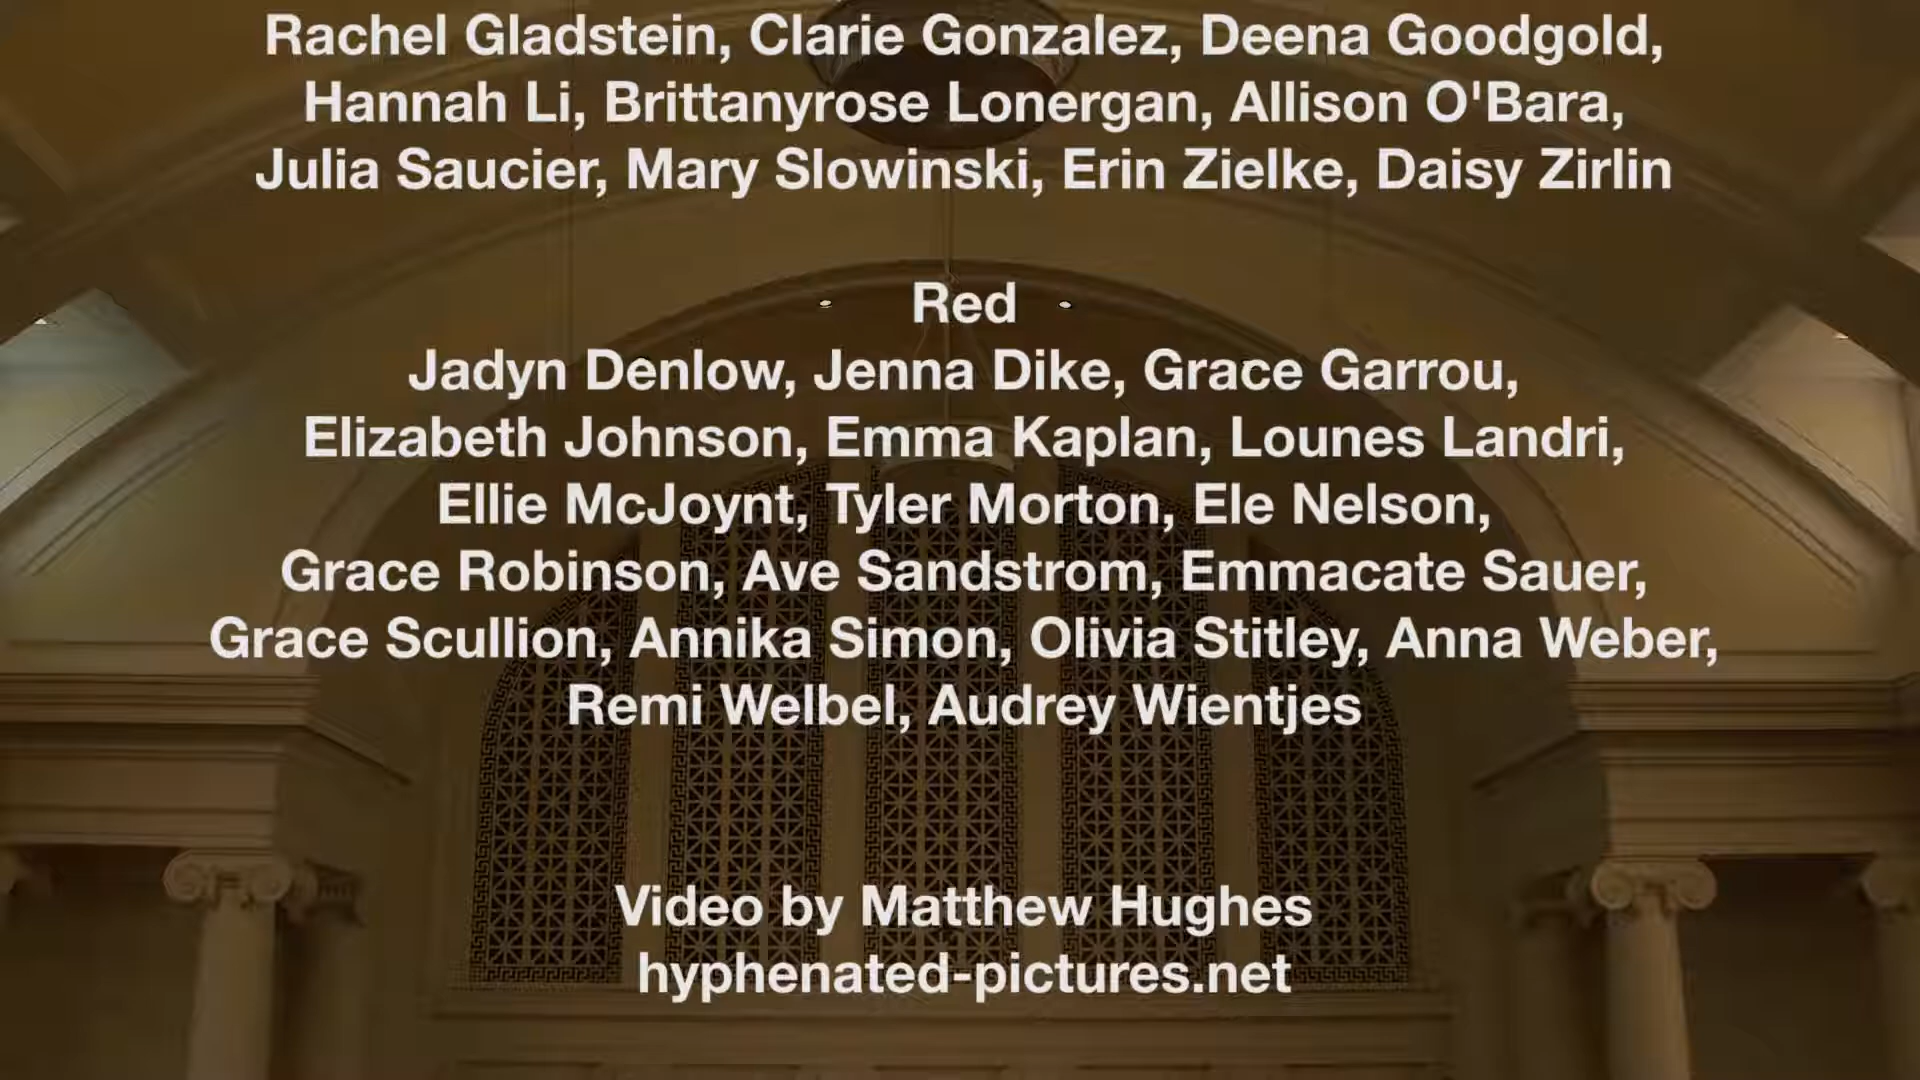 Rachel Gladstein, Clarie Gonzalez, Deena Goodgold,
Hannah Li, Brittanyrose Lonergan, Allison O'Bara,
Julia Saucier, Mary Slowinski, Erin Zielke, Daisy Zirlin
Red
Jadyn Denlow, Jenna Dike, Grace Garrou,
Elizabeth Johnson, Emma Kaplan, Lounes Landri,
Ellie McJoynt, Tyler Morton, Ele Nelson,
Grace Robinson, Ave Sandstrom, Emmacate Sauer,
Grace Scullion, Annika Simon, Olivia Stitley, Anna Weber,
Remi Welbel, Audrey Wientjes
Video by Matthew Hughes
hyphenated-pictures.net